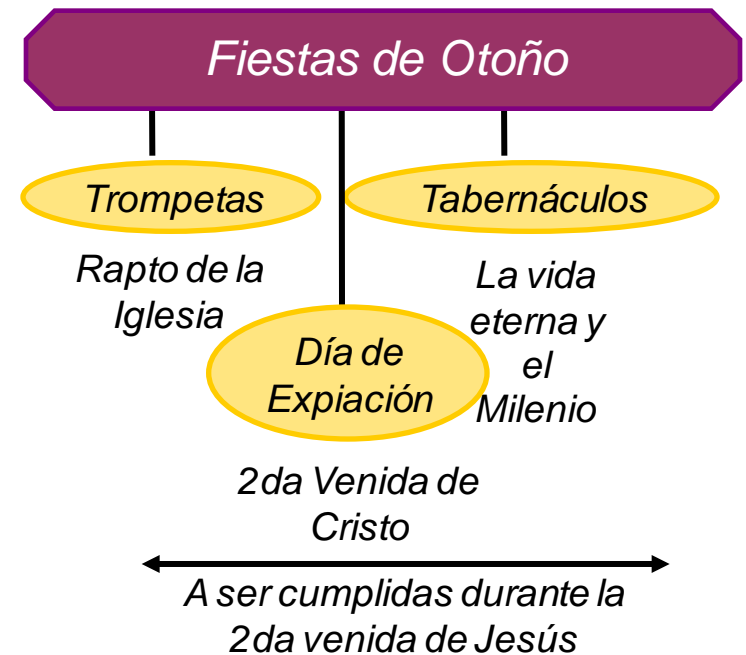 Fiestas de Otoño
Trompetas
Rapto de la
Iglesia
Día de
Expiación
2da Venida de
Cristo
Tabernáculos
La vida
eterna y
el
Milenio
A ser cumplidas durante la
2da venida de Jesús